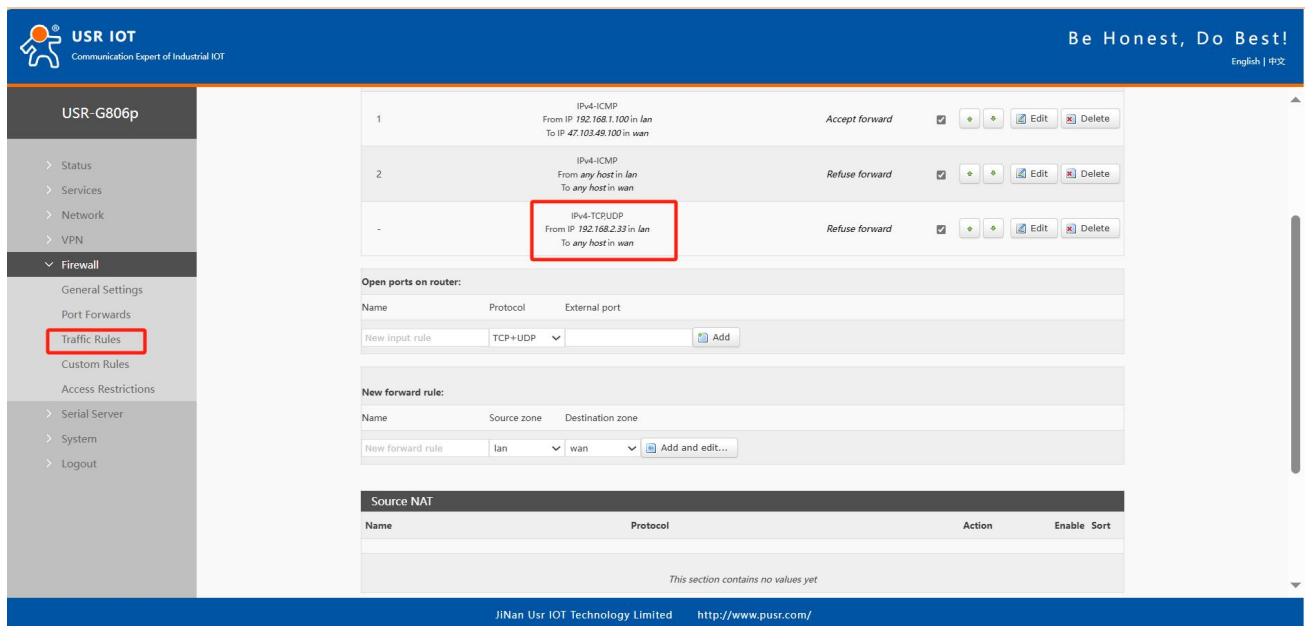 USR IOT
Communication Expert of Industrial IOT
Be Honest, Do Best!
English | 中文
USR-G806p
Status
Services
Network
VPN
Firewall
General Settings
Port Forwards
Traffic Rules
Custom Rules
Access Restrictions
Serial Server
System
Logout
IPv4-ICMP
1 From IP 192.168.1.100 in lan Accept forward Edit Delete
To IP 47.103.49.100 in wan
IPv4-ICMP
2 From any host in lan Refuse forward Edit Delete
To any host in wan
IPv4-TCP,UDP
- From IP 192.168.2.33 in lan Refuse forward Edit Delete
To any host in wan
Open ports on router:
Name Protocol External port
New input rule TCP+UDP Add
New forward rule:
Name Source zone Destination zone
New forward rule lan wan Add and edit...
Source NAT
Name Protocol Action Enable Sort
This section contains no values yet
JiNan Usr IOT Technology Limited http://www.pusr.com/